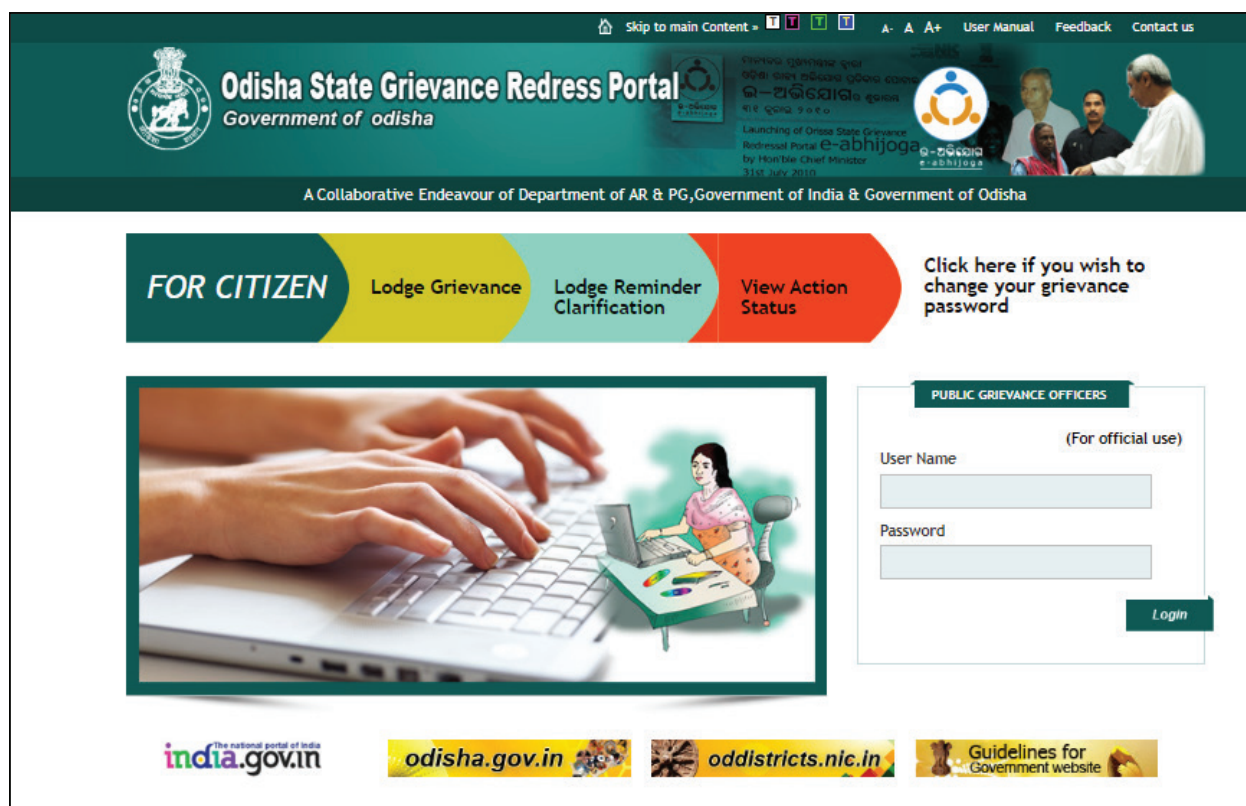 Skip to main Content » T T T T A- A A+ User Manual Feedback Contact us
Odisha State Grievance Redress Portal
Government of odisha
ଇ-ଅଭିଯୋଗ
Launching of Orissa State Grievance
Redressal Portal e-abhijoga
by Hon'ble Chief Minister
31st July 2010
ଇ-ଅଭିଯୋଗ
e-abhijoga
A Collaborative Endeavour of Department of AR & PG,Government of India & Government of Odisha
FOR CITIZEN
Lodge Grievance
Lodge Reminder
Clarification
View Action
Status
Click here if you wish to
change your grievance
password
PUBLIC GRIEVANCE OFFICERS
(For official use)
User Name
Password
Login
The national portal of India
india.gov.in
odisha.gov.in
oddistricts.nic.in
Guidelines for
Government website